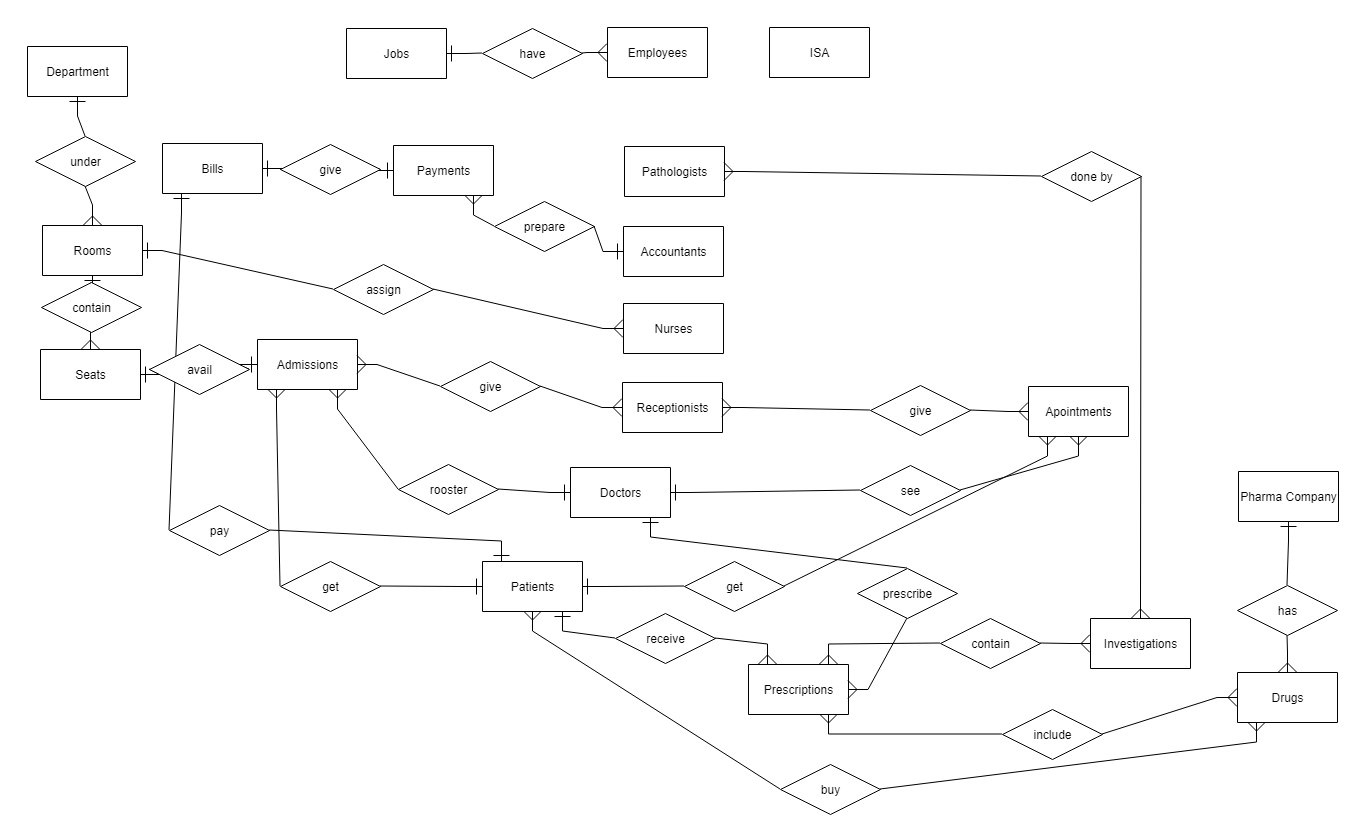 Jobs
have
Employees
ISA
Department
under
Bills
give
Payments
Pathologists
done by
prepare
Rooms
Accountants
assign
contain
Nurses
Seats
avail
Admissions
give
Receptionists
give
Apointments
rooster
Doctors
see
Pharma Company
pay
get
Patients
get
prescribe
has
receive
contain
Investigations
Prescriptions
Drugs
include
buy